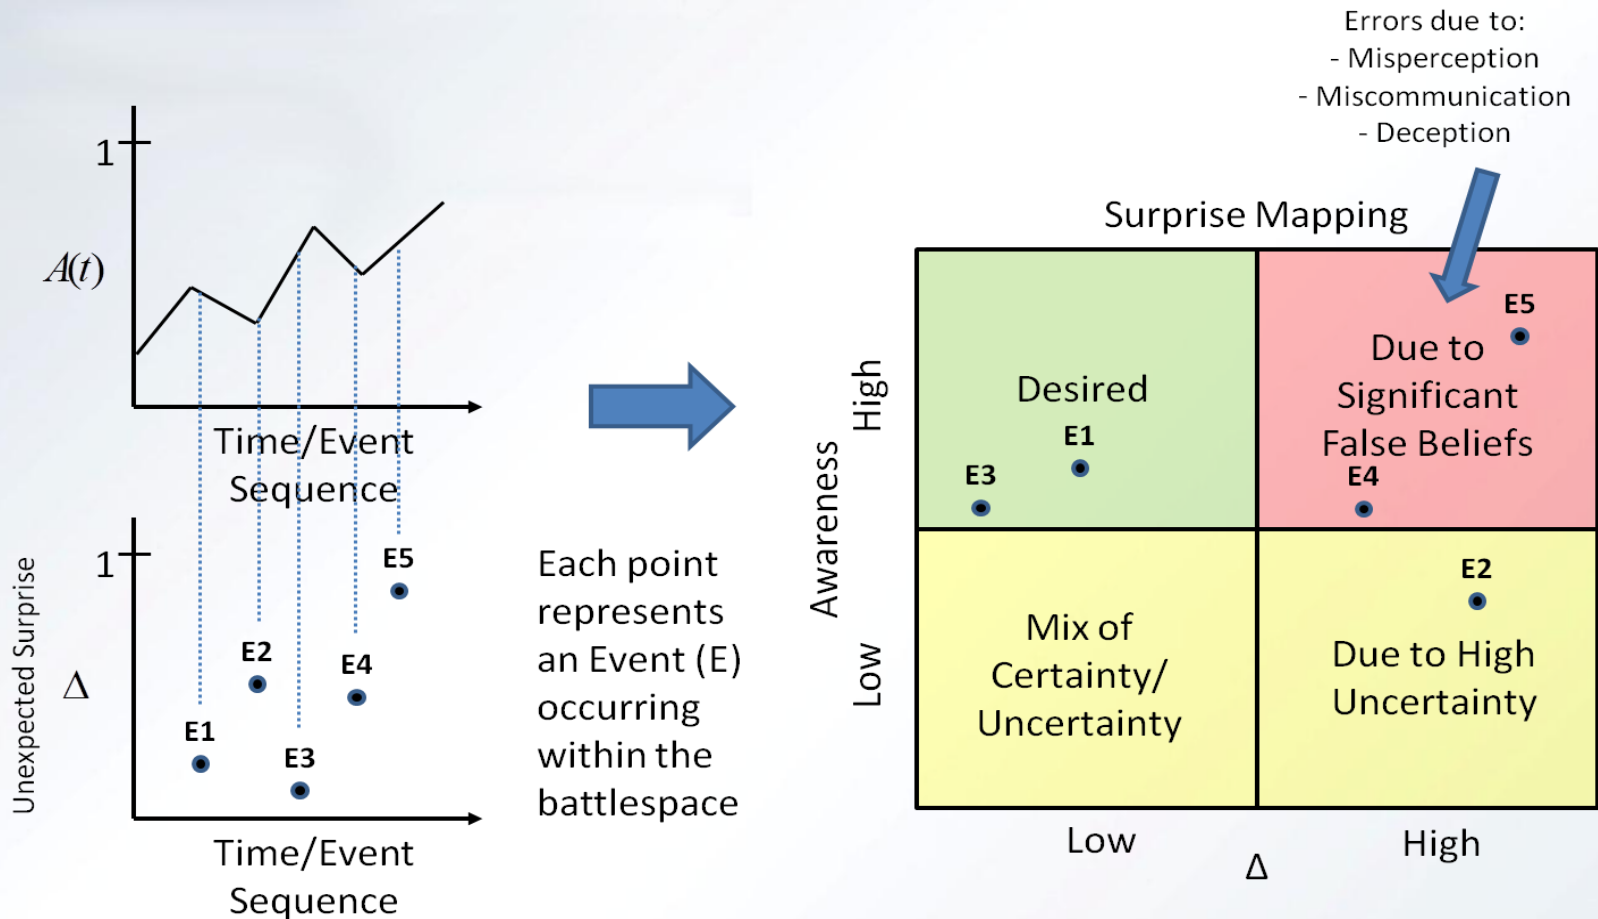 Errors due to:
- Misperception
- Miscommunication
- Deception
1
A(t)
Time/Event
Sequence
Unexpected Surprise
1
Δ
E1
E2
E3
E4
E5
Time/Event
Sequence
Each point
represents
an Event (E)
occurring
within the
battlespace
Surprise Mapping
Awareness
High
Low
Desired
E1
E3
E5
Due to
Significant
False Beliefs
E4
Mix of
Certainty/
Uncertainty
E2
Due to High
Uncertainty
Low
High
Δ